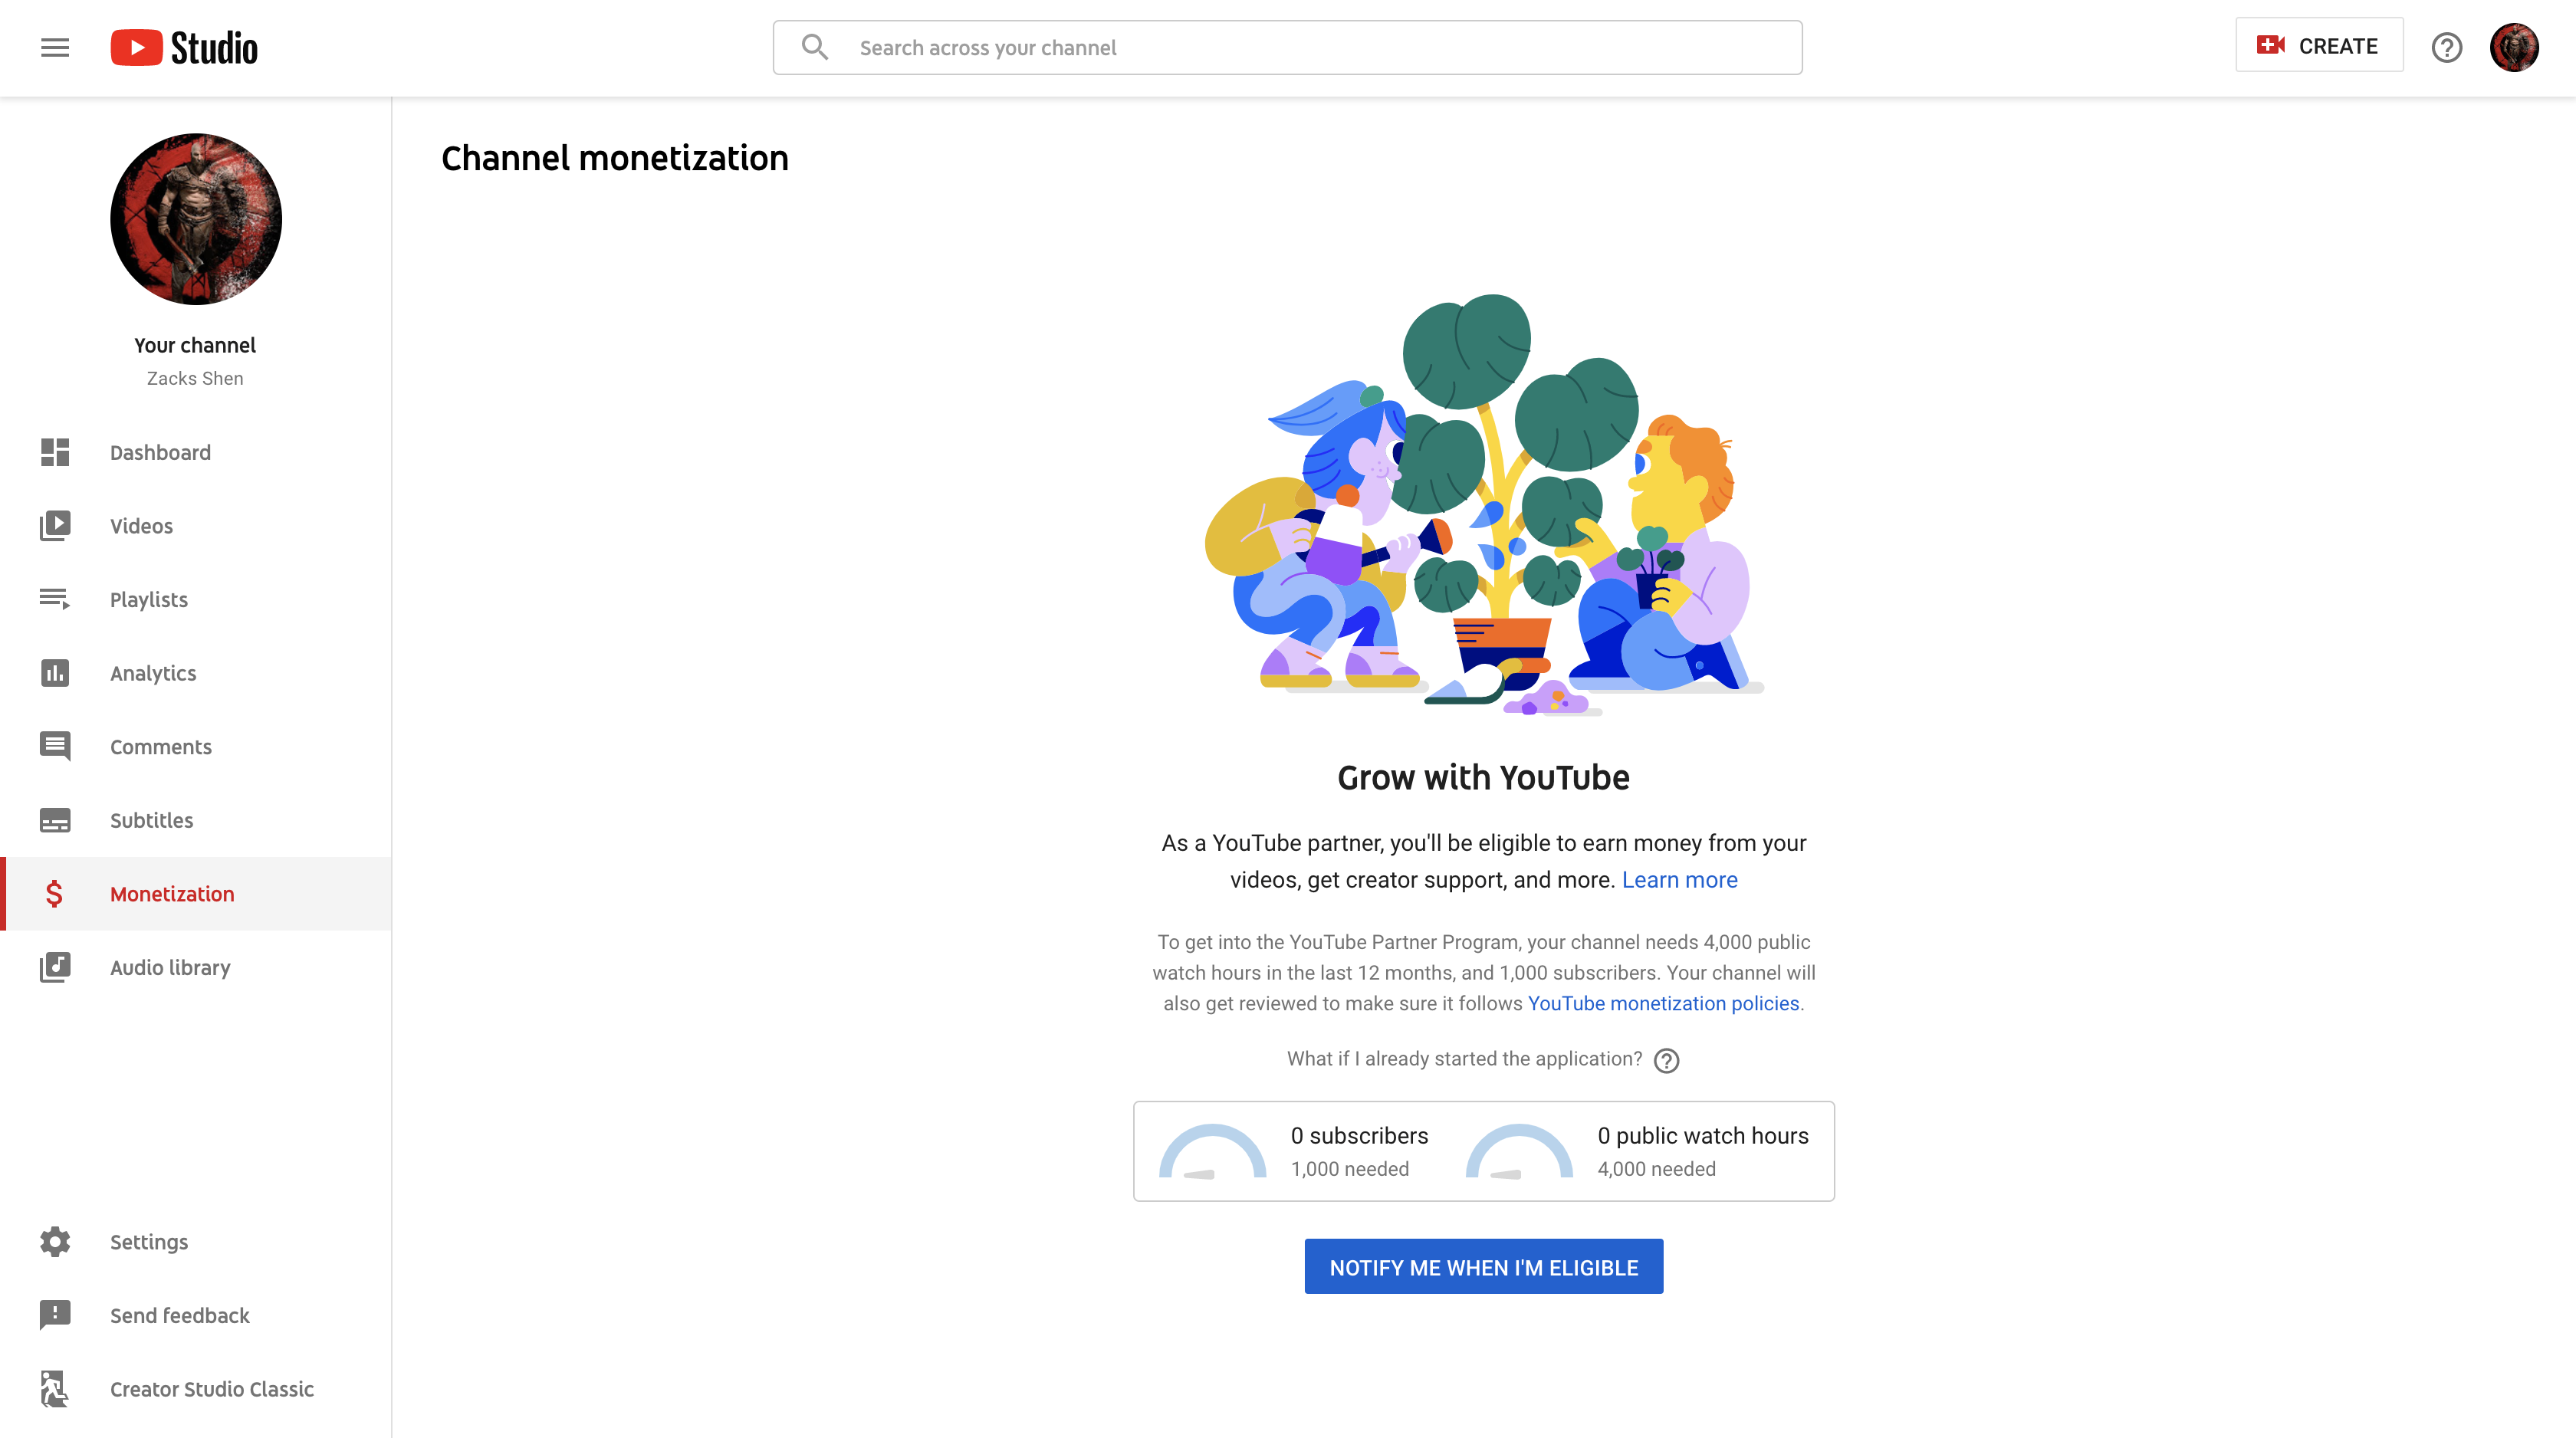 Studio
Search across your channel
CREATE
Channel monetization
Your channel
Zacks Shen
Dashboard
Videos
Playlists
Analytics
Comments
Subtitles
Monetization
Audio library
Settings
Send feedback
Creator Studio Classic
Grow with YouTube
As a YouTube partner, you'll be eligible to earn money from your
videos, get creator support, and more. Learn more
To get into the YouTube Partner Program, your channel needs 4,000 public
watch hours in the last 12 months, and 1,000 subscribers. Your channel will
also get reviewed to make sure it follows YouTube monetization policies.
What if I already started the application?
0 subscribers
1,000 needed
0 public watch hours
4,000 needed
NOTIFY ME WHEN I'M ELIGIBLE